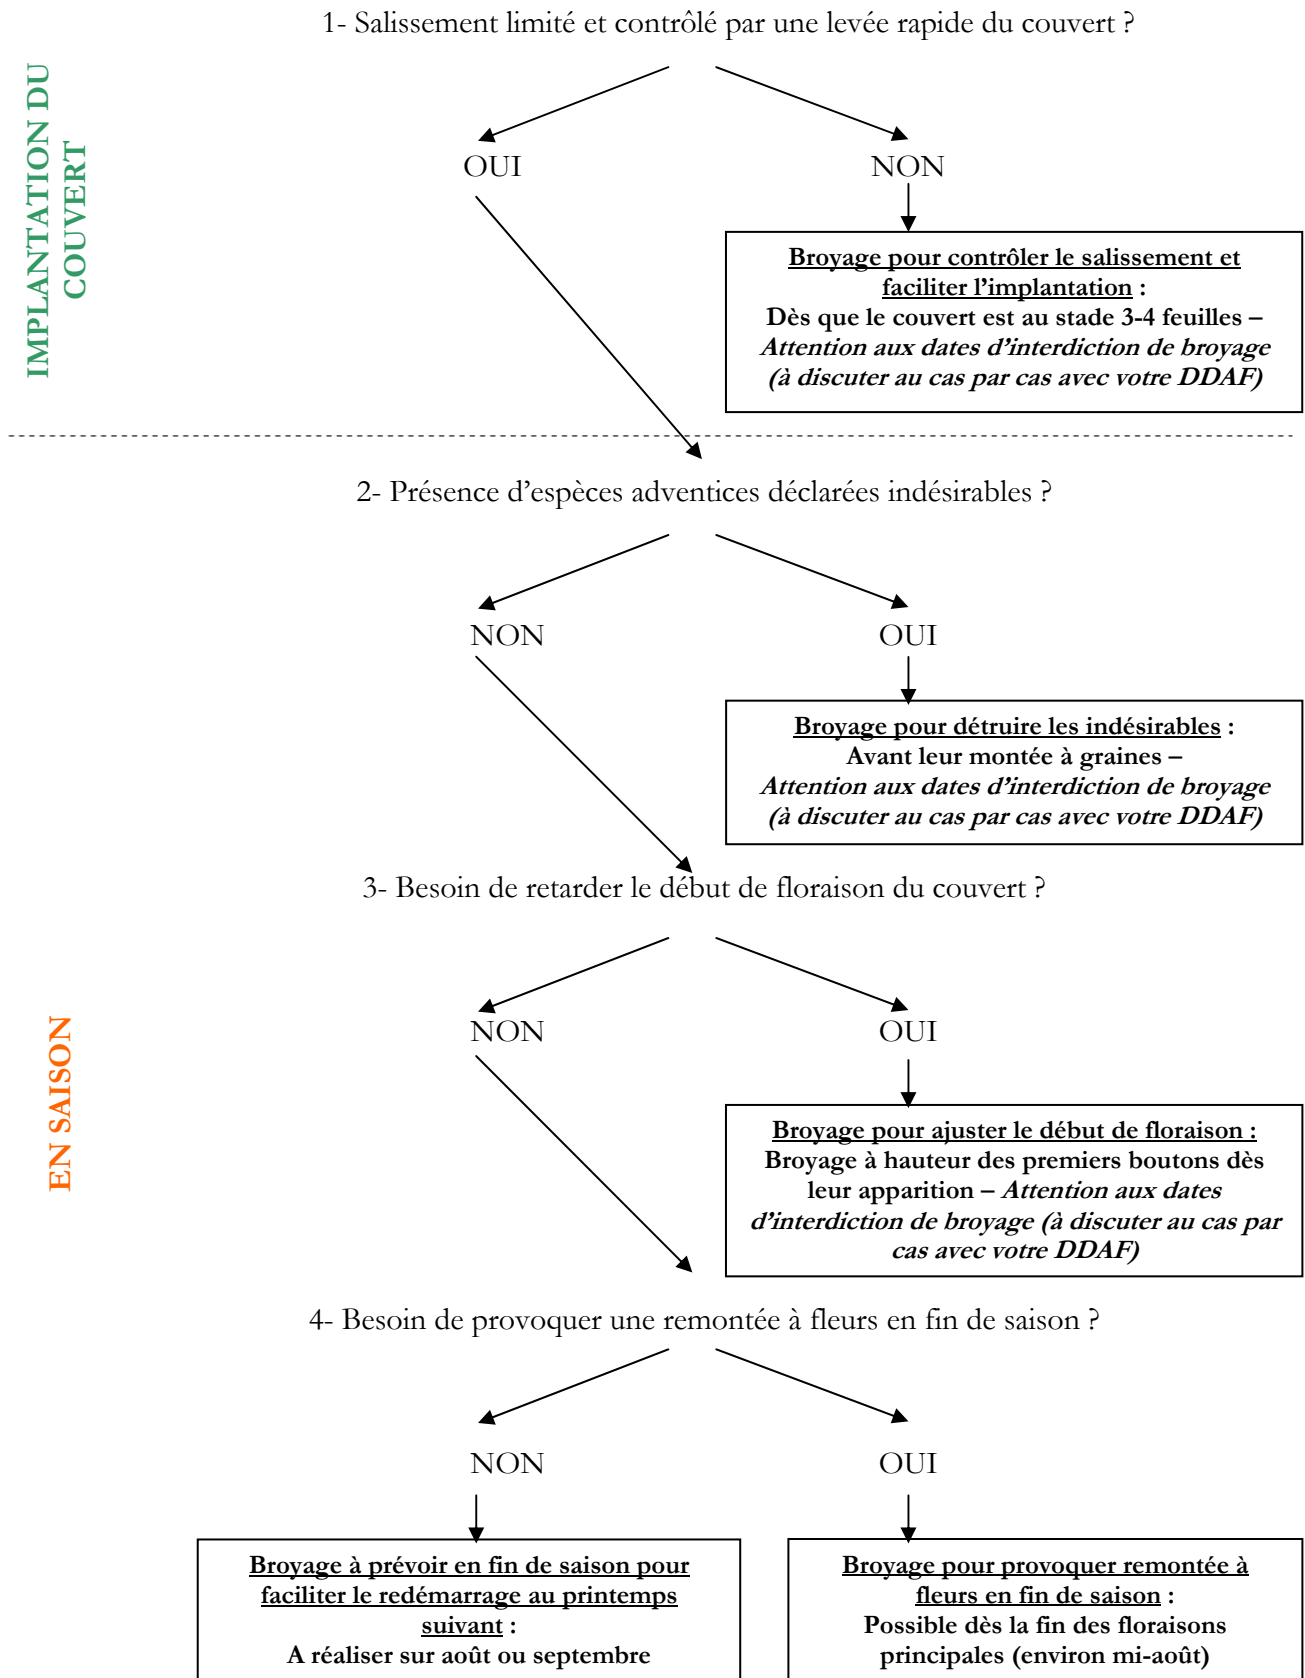 1- Salissement limité et contrôlé par une levée rapide du couvert ?
IMPLANTATION DU
COUVERT
OUI
NON
Broyage pour contrôler le salissement et
faciliter l’implantation :
Dès que le couvert est au stade 3-4 feuilles –
Attention aux dates d’interdiction de broyage
(à discuter au cas par cas avec votre DDAF)
2- Présence d’espèces adventices déclarées indésirables ?
NON
OUI
Broyage pour détruire les indésirables :
Avant leur montée à graines –
Attention aux dates d’interdiction de broyage
(à discuter au cas par cas avec votre DDAF)
3- Besoin de retarder le début de floraison du couvert ?
EN SAISON
NON
OUI
Broyage pour ajuster le début de floraison :
Broyage à hauteur des premiers boutons dès
leur apparition – Attention aux dates
d’interdiction de broyage (à discuter au cas par
cas avec votre DDAF)
4- Besoin de provoquer une remontée à fleurs en fin de saison ?
NON
OUI
Broyage à prévoir en fin de saison pour
faciliter le redémarrage au printemps
suivant :
A réaliser sur août ou septembre
Broyage pour provoquer remontée à
fleurs en fin de saison :
Possible dès la fin des floraisons
principales (environ mi-août)